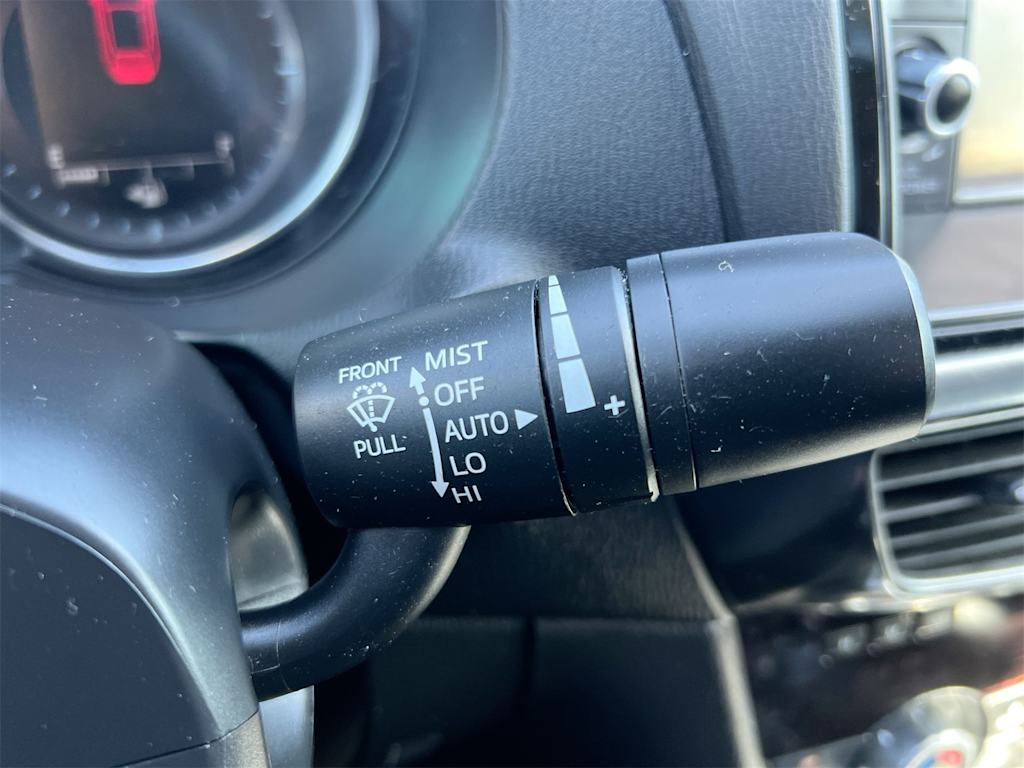 FRONT
PULL
MIST
OFF
AUTO
LO
HI
+
E F